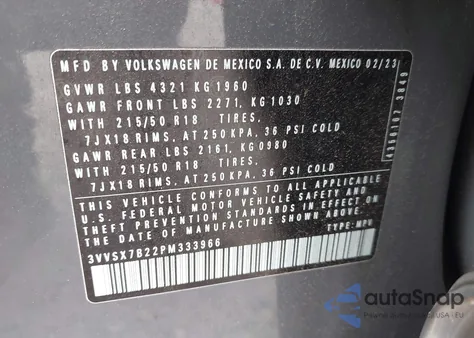 MFD BY VOLKSWAGEN DE MEXICO S.A. DE C.V. MEXICO 02/23
GVWR LBS 4321 KG 1960
GAWR FRONT LBS 2271, KG 1030
WITH 215/50 R18 TIRES,
7JX18 RIMS, AT 250 KPA, 36 PSI COLD
GAWR REAR LBS 2161, KG 0980
WITH 215/50 R18 TIRES,
7JX18 RIMS, AT 250 KPA, 36 PSI COLD
THIS VEHICLE CONFORMS TO ALL APPLICABLE
U.S. FEDERAL MOTOR VEHICLE SAFETY
STANDARDS IN EFFECT ON
THE DATE OF MANUFACTURE SHOWN ABOVE.
3VVSX7B22PM333966 TYPE: MPV
autoSnap